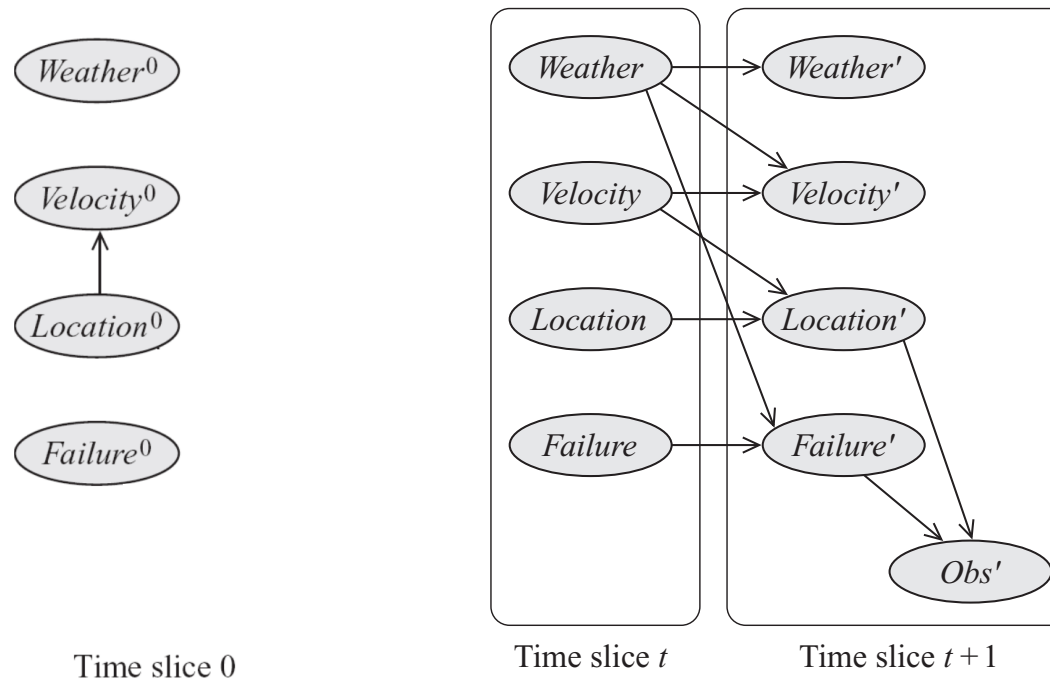 Weather⁰
Velocity⁰
Location⁰
Failure⁰
Time slice 0
Weather
Velocity
Location
Failure
Time slice t
Weather'
Velocity'
Location'
Failure'
Obs'
Time slice t + 1